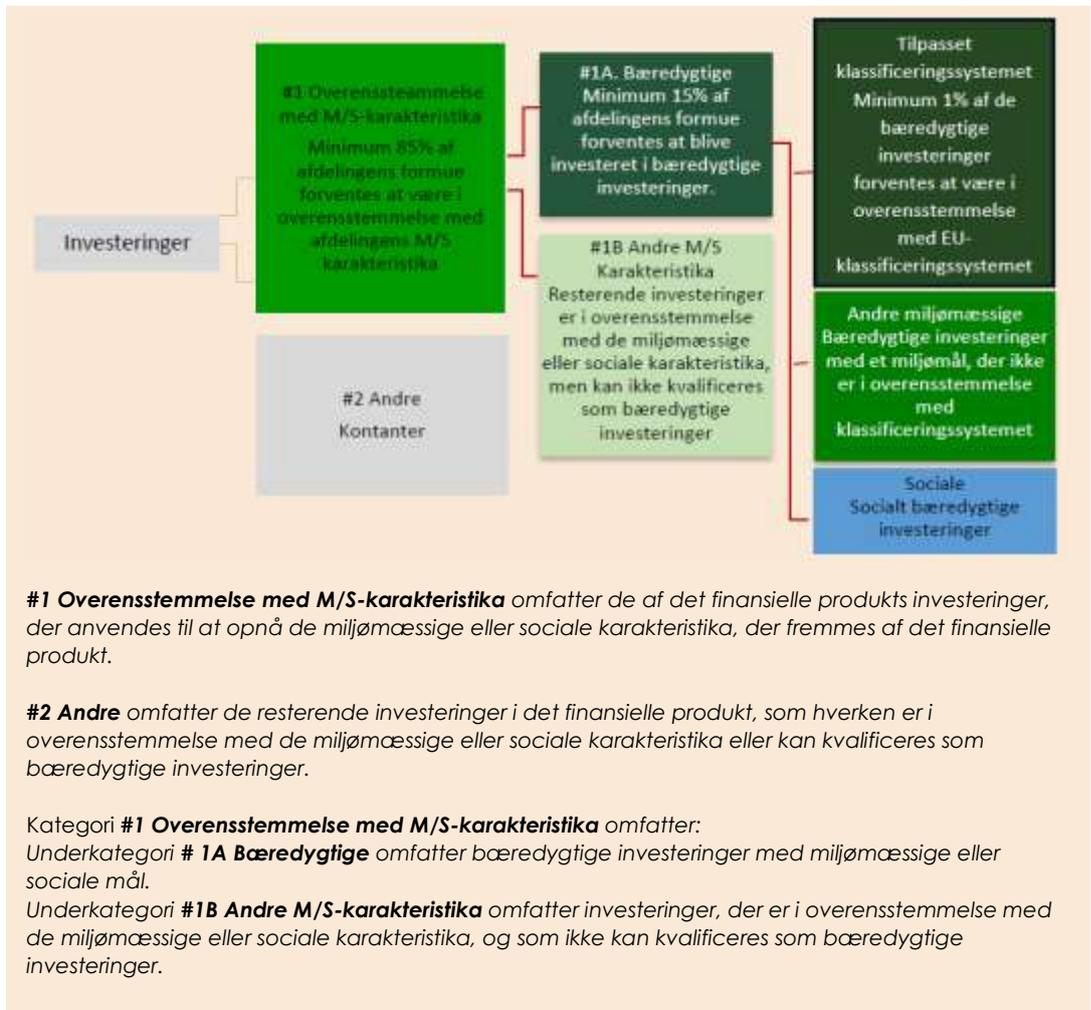 Investeringer
#1 Overenssteammelse
med M/S-karakteristika
Minimum 85% af
afdelingens formue
forventes at være i
overensstemmelse med
afdelingens M/S
karakteristika
#2 Andre
Kontanter
#1A. Bæredygtige
Minimum 15% af
afdelingens formue
forventes at blive
investeret i bæredygtige
investeringer.
#1B Andre M/S
Karakteristika
Resterende investeringer
er i overensstemmelse
med de miljømæssige
eller sociale karakteristika,
men kan ikke kvalificeres
som bæredygtige
investeringer
Tilpasset
klassificeringssystemet
Minimum 1% af de
bæredygtige
investeringer
forventes at være i
overensstemmelse
med EU-
klassificeringssystemet
Andre miljømæssige
Bæredygtige investeringer
med et miljømål, der ikke
er i overensstemmelse
med
klassificeringssystemet
Sociale
Socialt bæredygtige
investeringer
#1 Overensstemmelse med M/S-karakteristika omfatter de af det finansielle produkts investeringer,
der anvendes til at opnå de miljømæssige eller sociale karakteristika, der fremmes af det finansielle
produkt.
#2 Andre omfatter de resterende investeringer i det finansielle produkt, som hverken er i
overensstemmelse med de miljømæssige eller sociale karakteristika eller kan kvalificeres som
bæredygtige investeringer.
Kategori #1 Overensstemmelse med M/S-karakteristika omfatter:
Underkategori # 1A Bæredygtige omfatter bæredygtige investeringer med miljømæssige eller
sociale mål.
Underkategori #1B Andre M/S-karakteristika omfatter investeringer, der er i overensstemmelse med
de miljømæssige eller sociale karakteristika, og som ikke kan kvalificeres som bæredygtige
investeringer.